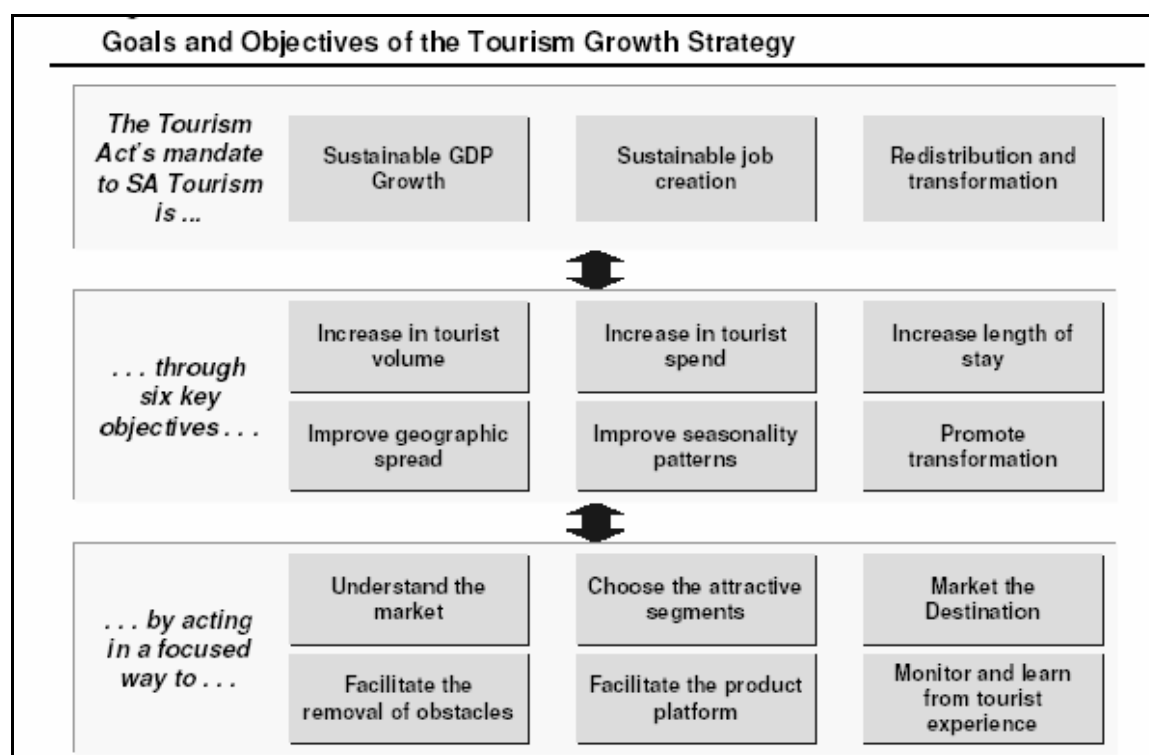 Goals and Objectives of the Tourism Growth Strategy
The Tourism
Act's mandate
to SA Tourism
is ...
Sustainable GDP
Growth
Sustainable job
creation
Redistribution and
transformation
. . . through
six key
objectives . . .
Increase in tourist
volume
Increase in tourist
spend
Increase length of
stay
Improve geographic
spread
Improve seasonality
patterns
Promote
transformation
. . . by acting
in a focused
way to . . .
Understand the
market
Choose the attractive
segments
Market the
Destination
Facilitate the
removal of obstacles
Facilitate the product
platform
Monitor and learn
from tourist
experience